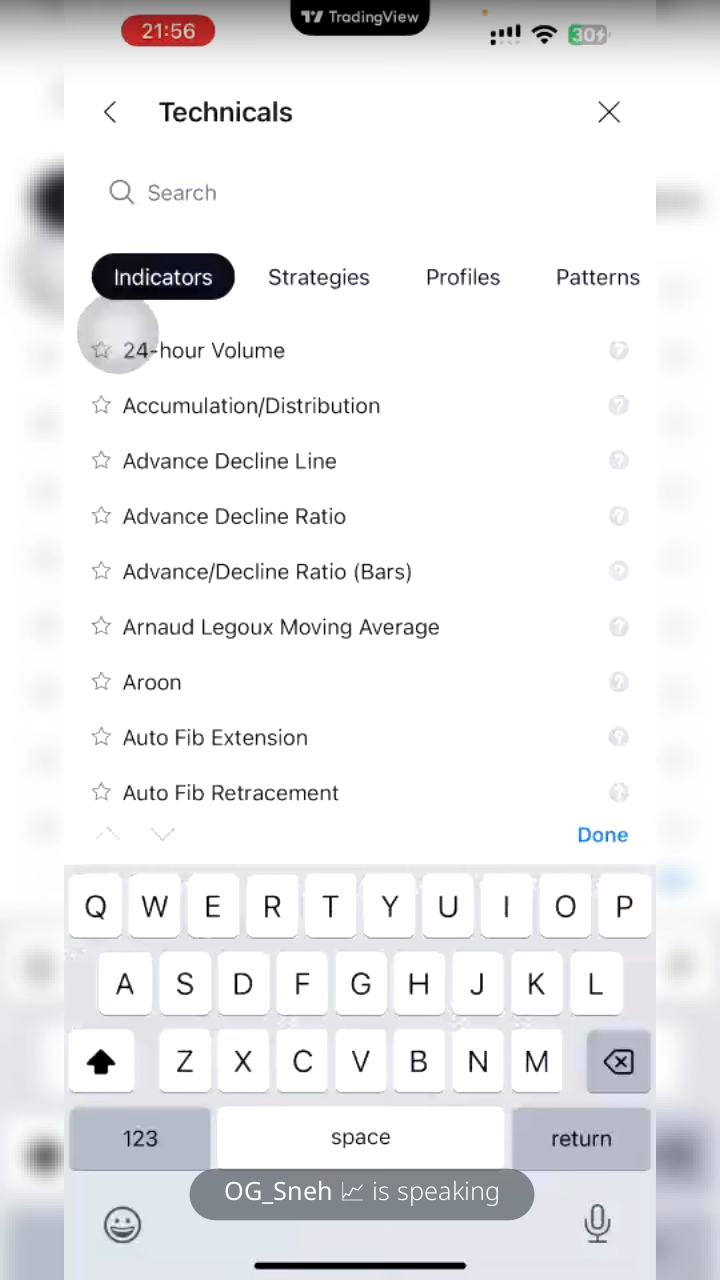 TradingView
21:56
30
Technicals
Search
Indicators Strategies Profiles Patterns
24-hour Volume
Accumulation/Distribution
Advance Decline Line
Advance Decline Ratio
Advance/Decline Ratio (Bars)
Arnaud Legoux Moving Average
Aroon
Auto Fib Extension
Auto Fib Retracement
Done
Q W E R T Y U I O P
A S D F G H J K L
Z X C V B N M
123 space return
OG_Sneh 📈 is speaking